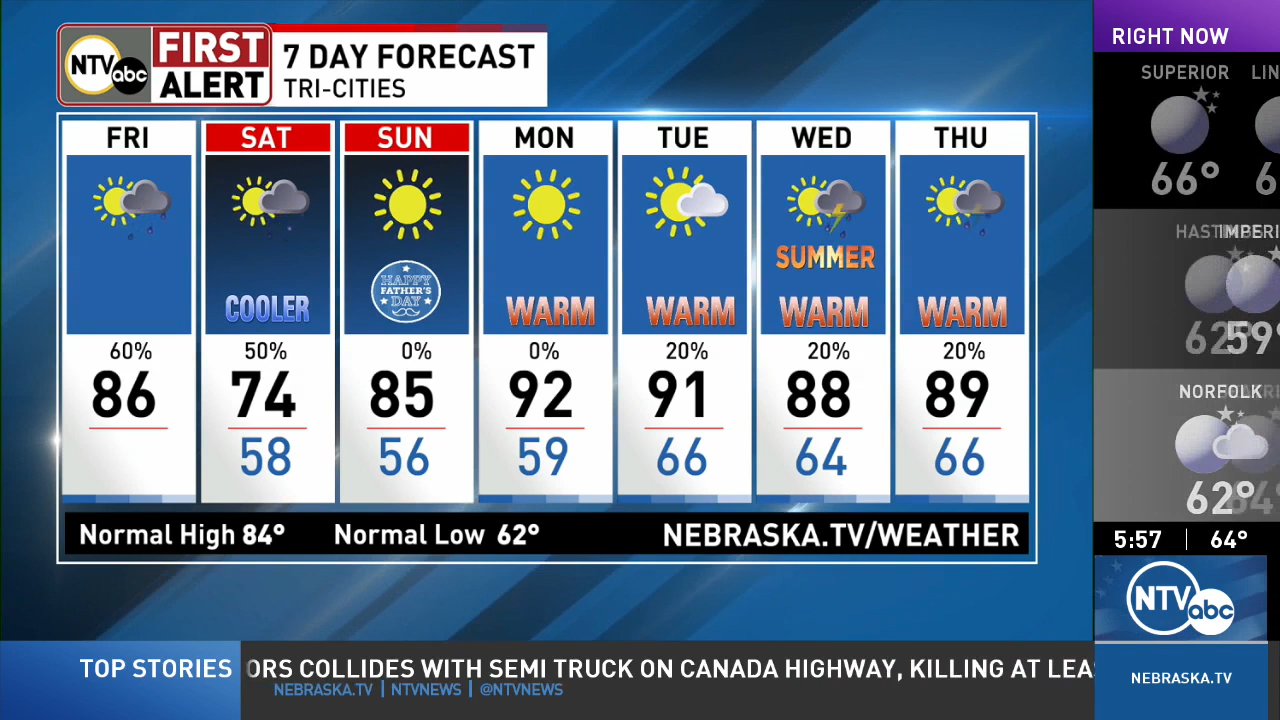 NTV abc
FIRST ALERT
7 DAY FORECAST
TRI-CITIES
FRI SAT SUN MON TUE WED THU
SUMMER
COOLER HAPPY FATHER'S DAY WARM WARM WARM WARM
60% 50% 0% 0% 20% 20% 20%
86 74 85 92 91 88 89
58 56 59 66 64 66
Normal High 84° Normal Low 62° NEBRASKA.TV/WEATHER
RIGHT NOW
SUPERIOR LIN
66° 6
59°
NORFOLK
62°
5:57 | 64°
NTV abc
NEBRASKA.TV
TOP STORIES ORS COLLIDES WITH SEMI TRUCK ON CANADA HIGHWAY, KILLING AT LEA
NEBRASKA.TV | NTVNEWS | @NTVNEWS